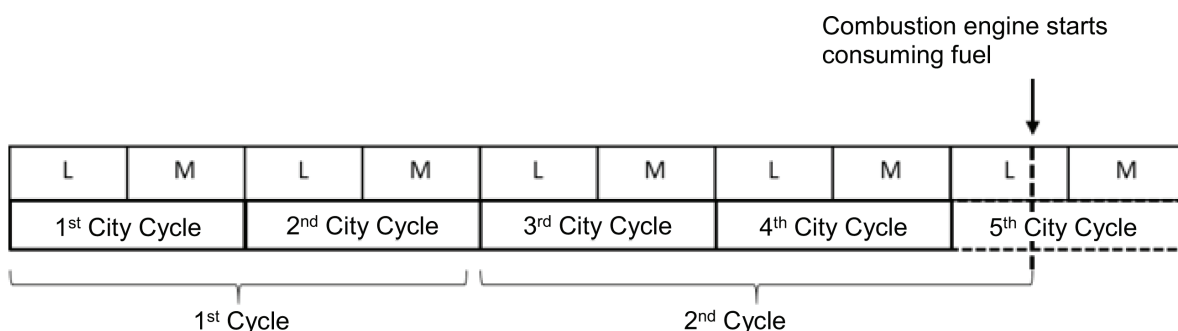 Combustion engine starts
consuming fuel
L M L M L M L M L M
1st City Cycle 2nd City Cycle 3rd City Cycle 4th City Cycle 5th City Cycle
1st Cycle 2nd Cycle